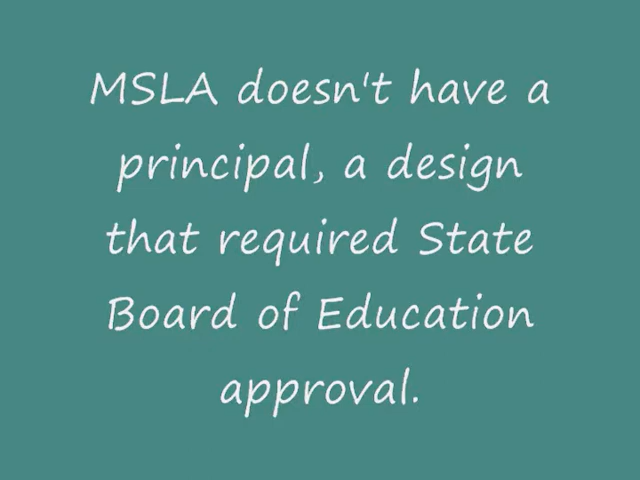 MSLA doesn't have a
principal, a design
that required State
Board of Education
approval.